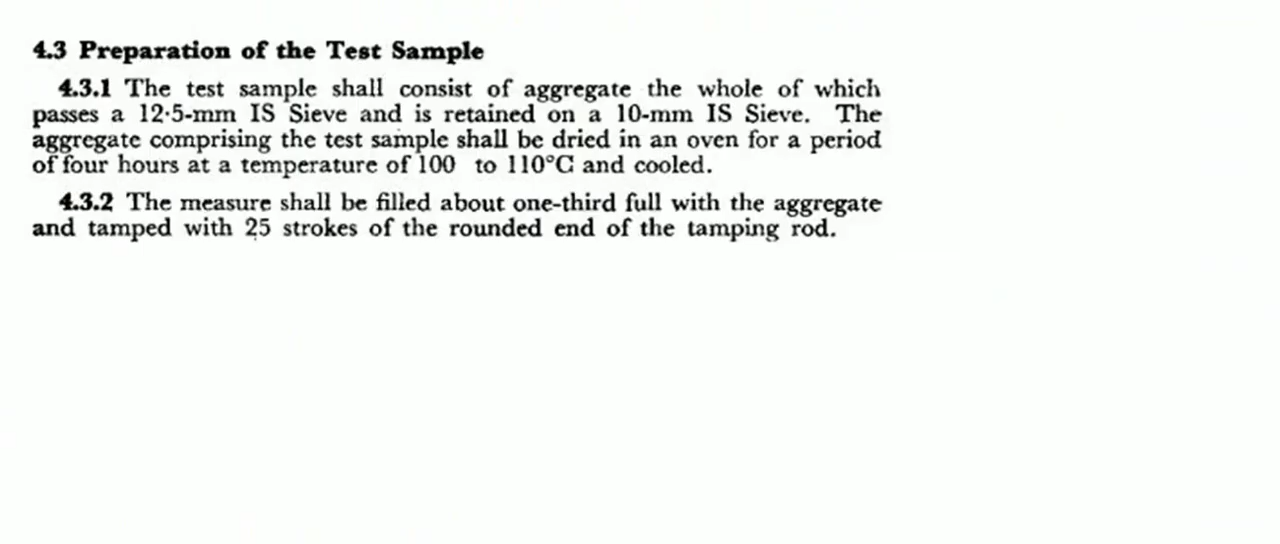 4.3 Preparation of the Test Sample
4.3.1 The test sample shall consist of aggregate the whole of which
passes a 12·5-mm IS Sieve and is retained on a 10-mm IS Sieve. The
aggregate comprising the test sample shall be dried in an oven for a period
of four hours at a temperature of 100 to 110°C and cooled.
4.3.2 The measure shall be filled about one-third full with the aggregate
and tamped with 25 strokes of the rounded end of the tamping rod.